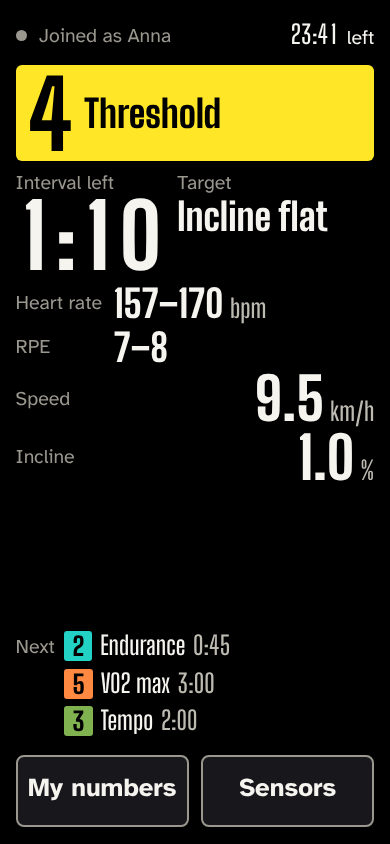 Joined as Anna 23:41 left
4 Threshold
Interval left Target
1:10 Incline flat
Heart rate 157–170 bpm
RPE 7–8
Speed 9.5 km/h
Incline 1.0 %
Next 2 Endurance 0:45
5 VO2 max 3:00
3 Tempo 2:00
My numbers Sensors